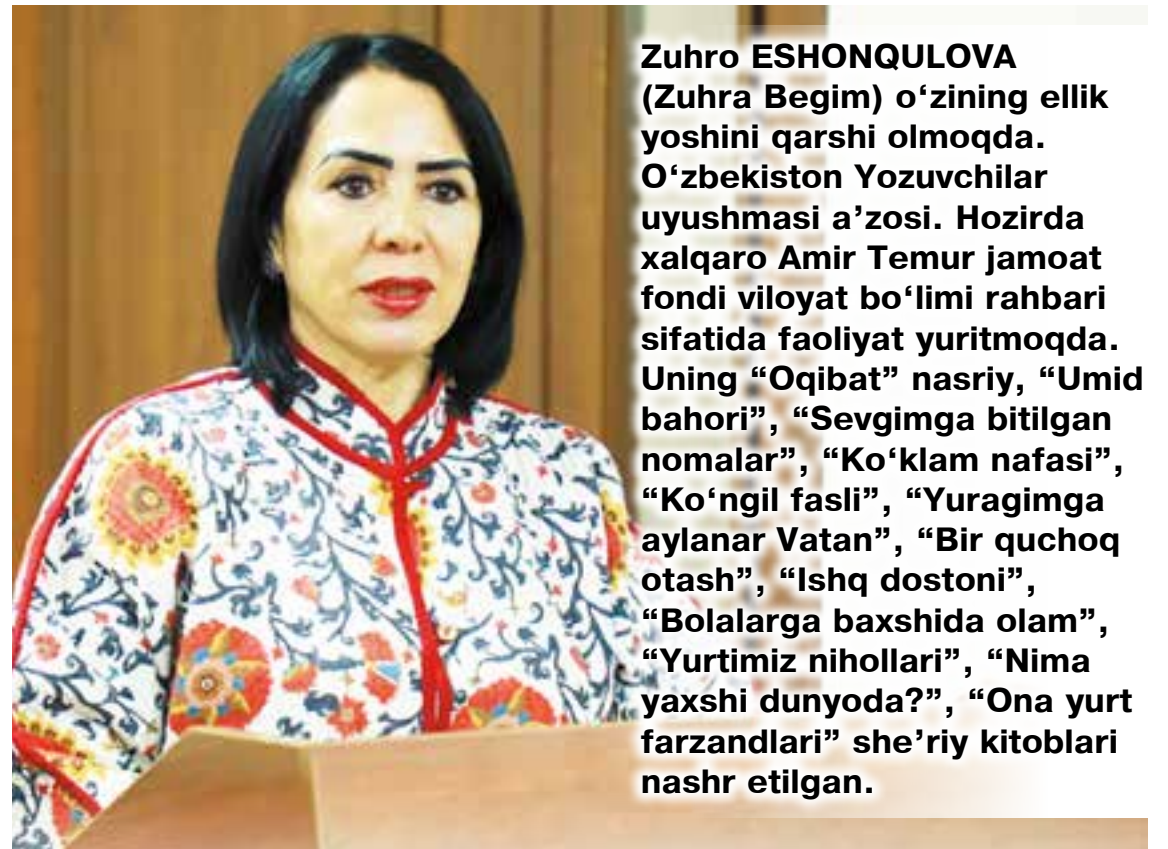 Zuhro ESHONQULOVA
(Zuhra Begim) o‘zining ellik
yoshini qarshi olmoqda.
O‘zbekiston Yozuvchilar
uyushmasi a’zosi. Hozirda
xalqaro Amir Temur jamoat
fondi viloyat bo‘limi rahbari
sifatida faoliyat yuritmoqda.
Uning “Oqibat” nasriy, “Umid
bahori”, “Sevgimga bitilgan
nomalar”, “Ko‘klam nafasi”,
“Ko‘ngil fasli”, “Yuragimga
aylanar Vatan”, “Bir quchoq
otash”, “Ishq dostoni”,
“Bolalarga baxshida olam”,
“Yurtimiz nihollari”, “Nima
yaxshi dunyoda?”, “Ona yurt
farzandlari” she’riy kitoblari
nashr etilgan.